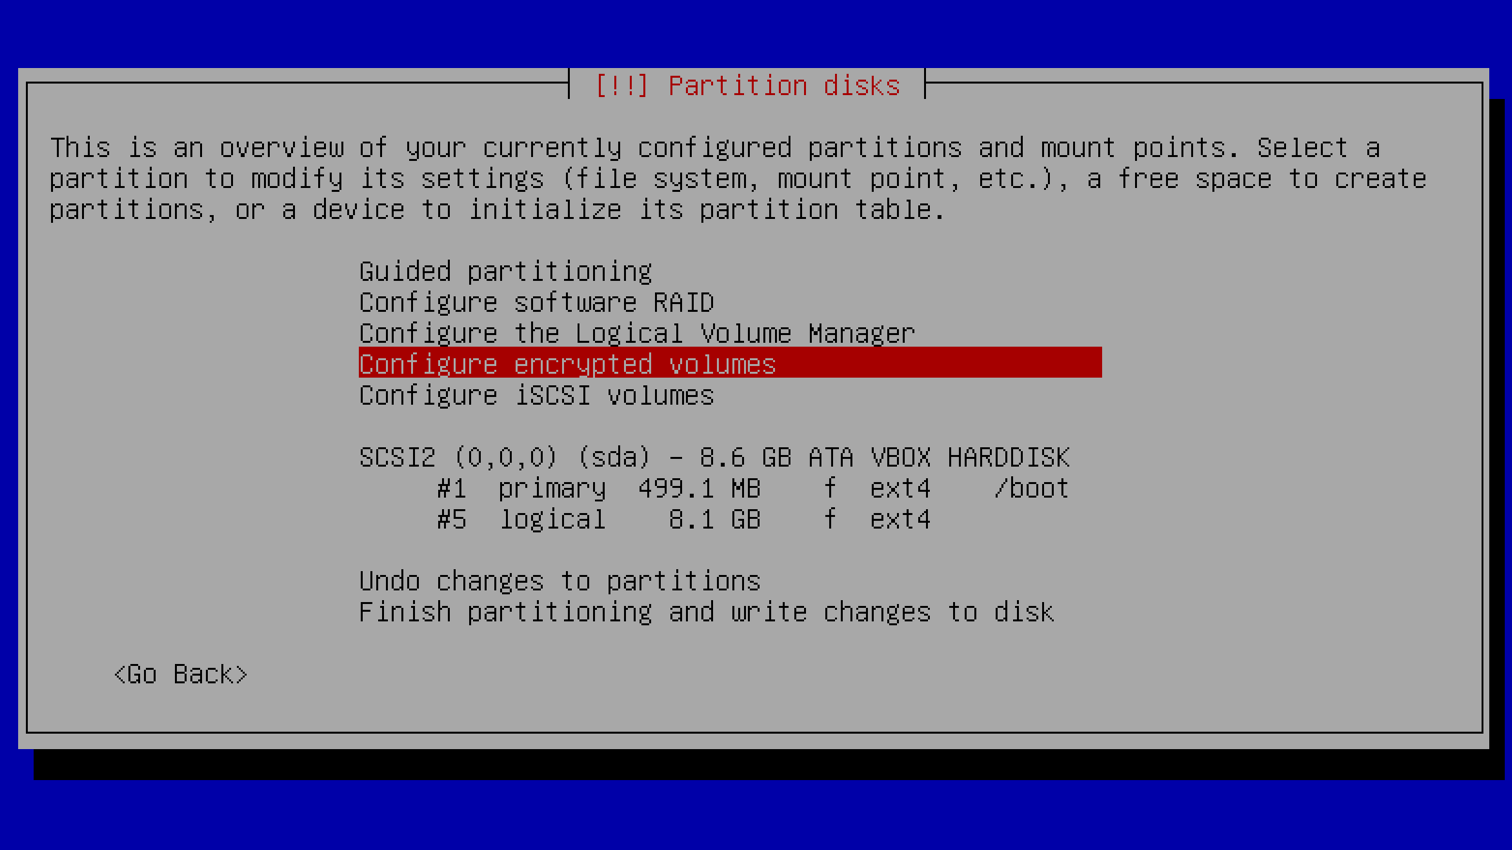 [!!] Partition disks
This is an overview of your currently configured partitions and mount points. Select a
partition to modify its settings (file system, mount point, etc.), a free space to create
partitions, or a device to initialize its partition table.
Guided partitioning
Configure software RAID
Configure the Logical Volume Manager
Configure encrypted volumes
Configure iSCSI volumes
SCSI2 (0,0,0) (sda) - 8.6 GB ATA VBOX HARDDISK
#1 primary 499.1 MB f ext4 /boot
#5 logical 8.1 GB f ext4
Undo changes to partitions
Finish partitioning and write changes to disk
<Go Back>